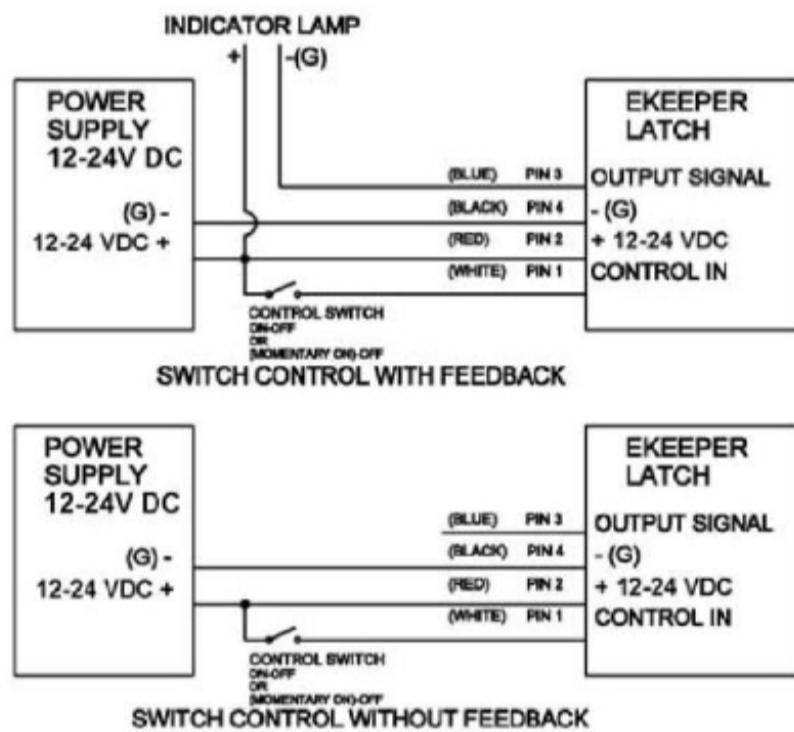 INDICATOR LAMP
+ -(G)
POWER
SUPPLY
12-24V DC
(G) -
12-24 VDC +
EKEEPER
LATCH
(BLUE) PIN 3 OUTPUT SIGNAL
(BLACK) PIN 4 - (G)
(RED) PIN 2 + 12-24 VDC
(WHITE) PIN 1 CONTROL IN
CONTROL SWITCH
ON-OFF
OR
(MOMENTARY ON)-OFF
SWITCH CONTROL WITH FEEDBACK
POWER
SUPPLY
12-24V DC
(G) -
12-24 VDC +
EKEEPER
LATCH
(BLUE) PIN 3 OUTPUT SIGNAL
(BLACK) PIN 4 - (G)
(RED) PIN 2 + 12-24 VDC
(WHITE) PIN 1 CONTROL IN
CONTROL SWITCH
ON-OFF
OR
(MOMENTARY ON)-OFF
SWITCH CONTROL WITHOUT FEEDBACK